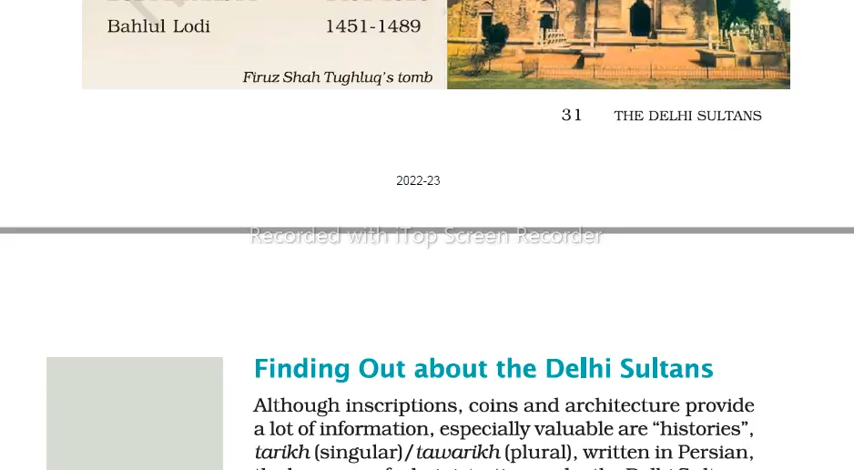 Bahlul Lodi 1451-1489
Firuz Shah Tughluq's tomb
31 THE DELHI SULTANS
2022-23
Recorded with iTop Screen Recorder
Finding Out about the Delhi Sultans
Although inscriptions, coins and architecture provide
a lot of information, especially valuable are “histories”,
tarikh (singular)/tawarikh (plural), written in Persian,